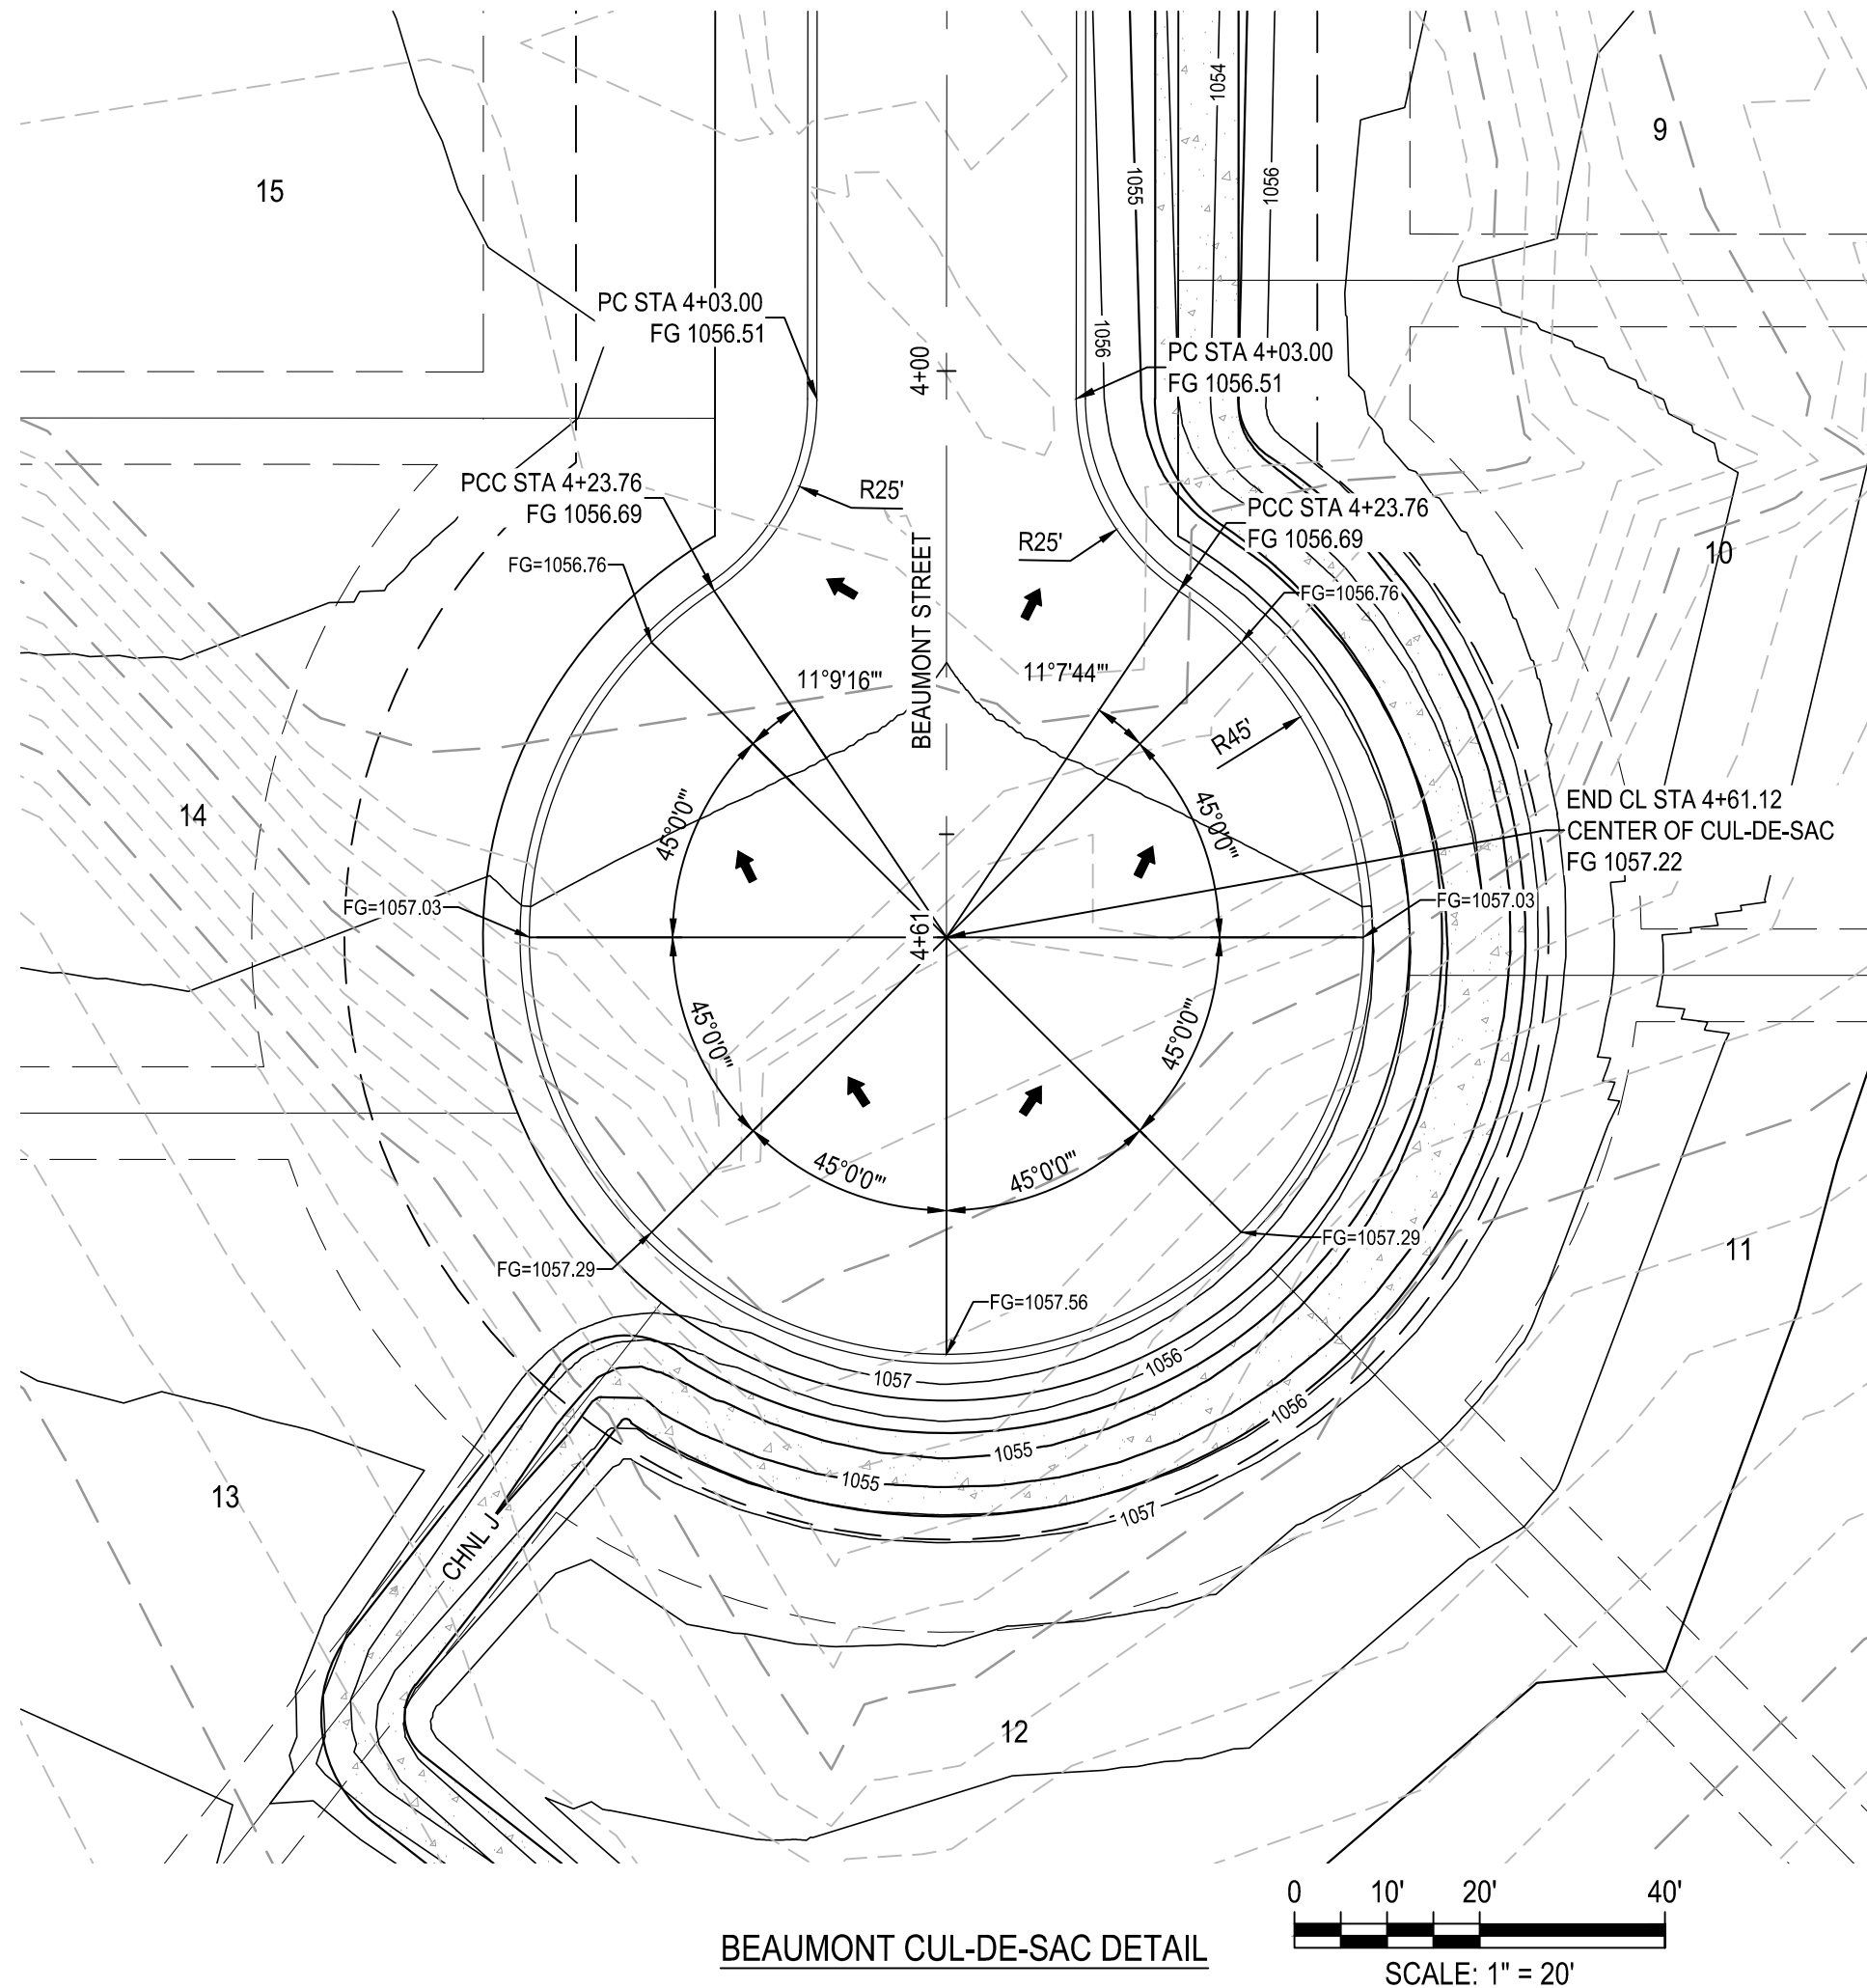 1054
9
1055
1056
15
PC STA 4+03.00
FG 1056.51
1056
4+00
PC STA 4+03.00
FG 1056.51
PCC STA 4+23.76
FG 1056.69
R25'
R25'
PCC STA 4+23.76
FG 1056.69
10
FG=1056.76
FG=1056.76
BEAUMONT STREET
11°9'16"'
11°7'44"'
R45'
14
45°0'0"'
45°0'0"'
END CL STA 4+61.12
CENTER OF CUL-DE-SAC
FG 1057.22
FG=1057.03
FG=1057.03
4+61
45°0'0"'
45°0'0"'
45°0'0"'
45°0'0"'
FG=1057.29
FG=1057.29
11
FG=1057.56
1057
1056
1056
1055
1055
1057
13
CHNL J
12
0 10' 20' 40'
BEAUMONT CUL-DE-SAC DETAIL
SCALE: 1" = 20'